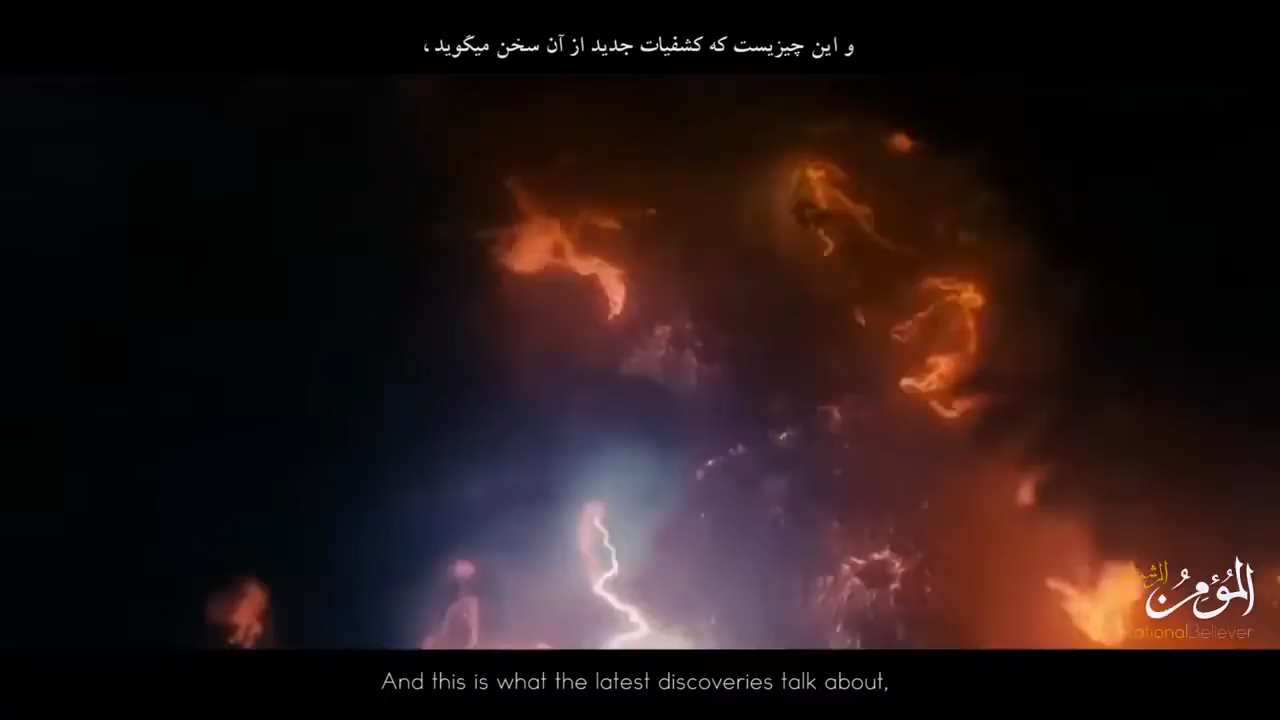 و این چیزیست که کشفیات جدید از آن سخن میگوید،
المؤمن
Believer
And this is what the latest discoveries talk about,